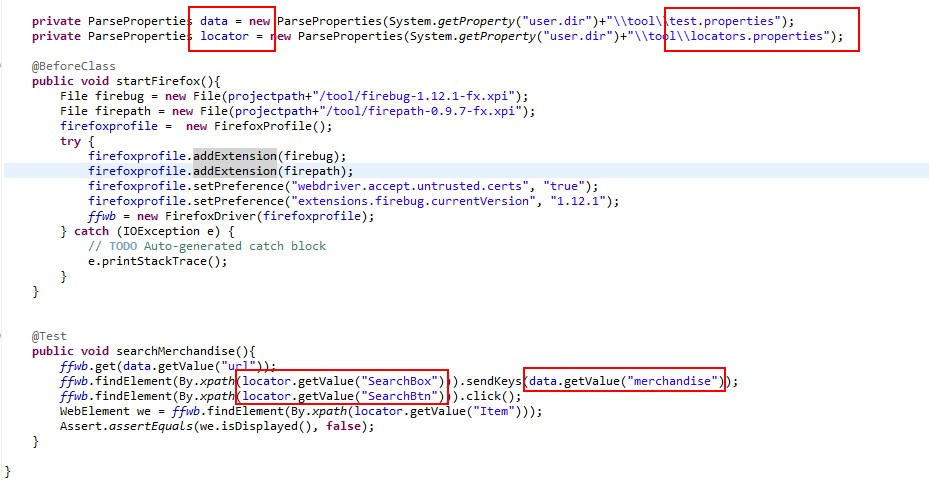 private ParseProperties data = new ParseProperties(System.getProperty("user.dir")+"\\tool\\test.properties");
private ParseProperties locator = new ParseProperties(System.getProperty("user.dir")+"\\tool\\locators.properties");
@BeforeClass
public void startFirefox(){
File firebug = new File(projectpath+"/tool/firebug-1.12.1-fx.xpi");
File firepath = new File(projectpath+"/tool/firepath-0.9.7-fx.xpi");
firefoxprofile =  new FirefoxProfile();
try {
firefoxprofile.addExtension(firebug);
firefoxprofile.addExtension(firepath);
firefoxprofile.setPreference("webdriver.accept.untrusted.certs", "true");
firefoxprofile.setPreference("extensions.firebug.currentVersion", "1.12.1");
ffwb = new FirefoxDriver(firefoxprofile);
} catch (IOException e) {
// TODO Auto-generated catch block
e.printStackTrace();
}
}
@Test
public void searchMerchandise(){
ffwb.get(data.getValue("url"));
ffwb.findElement(By.xpath(locator.getValue("SearchBox"))).sendKeys(data.getValue("merchandise"));
ffwb.findElement(By.xpath(locator.getValue("SearchBtn"))).click();
WebElement we = ffwb.findElement(By.xpath(locator.getValue("Item")));
Assert.assertEquals(we.isDisplayed(), false);
}
}